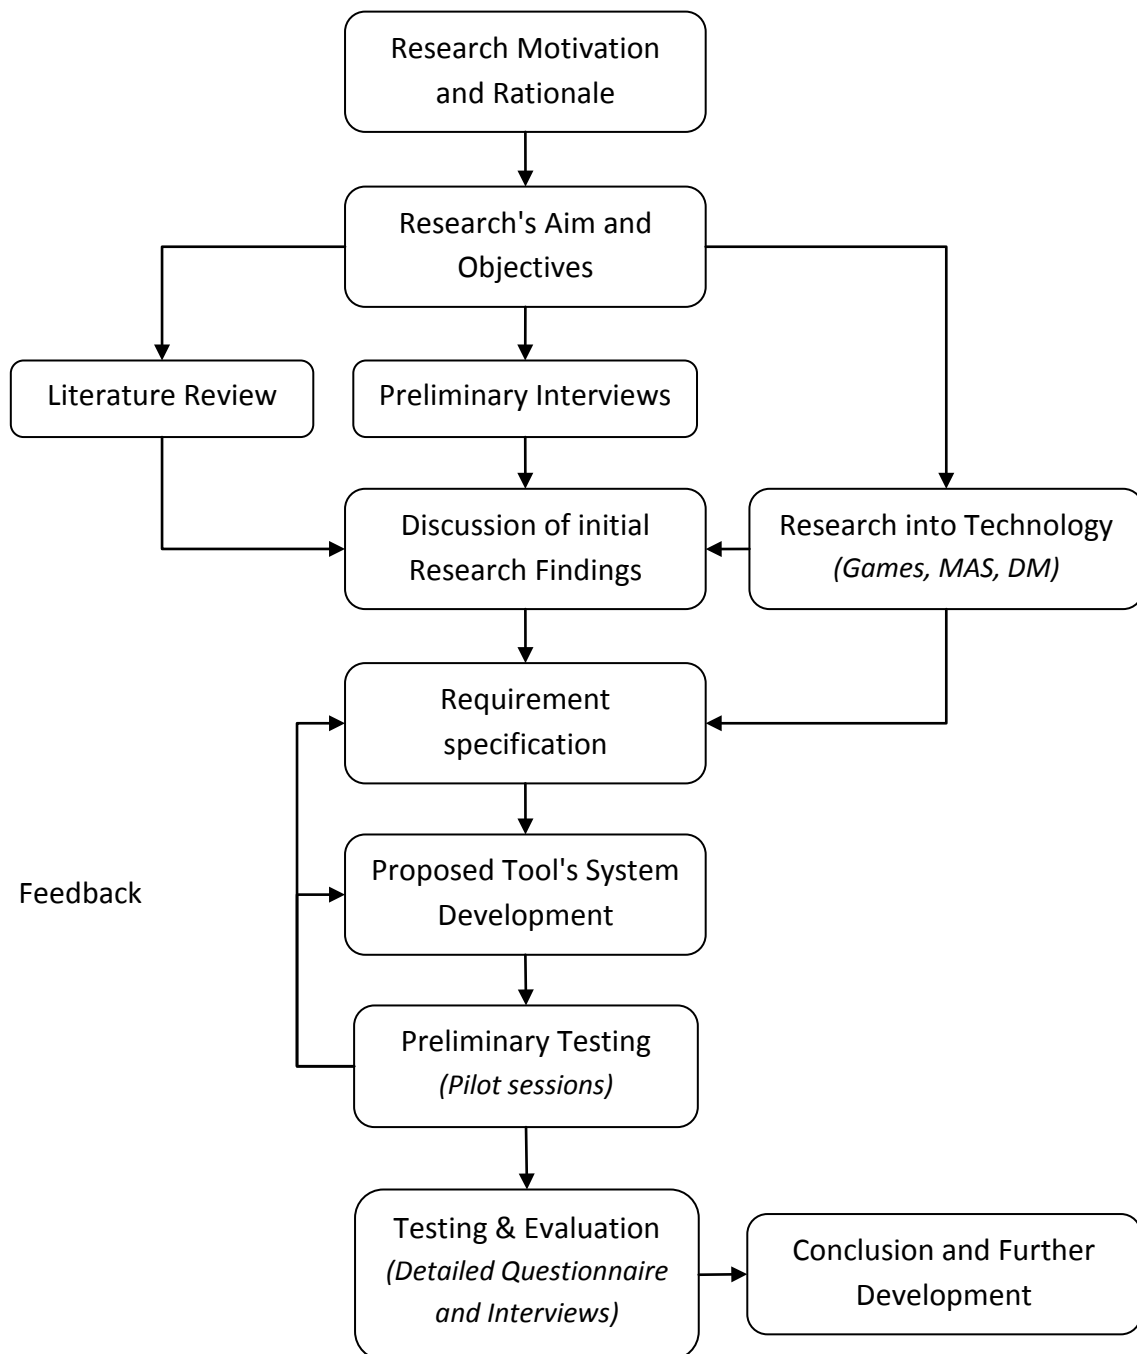 Research Motivation
and Rationale
Research's Aim and
Objectives
Literature Review
Preliminary Interviews
Discussion of initial
Research Findings
Research into Technology
(Games, MAS, DM)
Requirement
specification
Proposed Tool's System
Development
Feedback
Preliminary Testing
(Pilot sessions)
Testing & Evaluation
(Detailed Questionnaire
and Interviews)
Conclusion and Further
Development